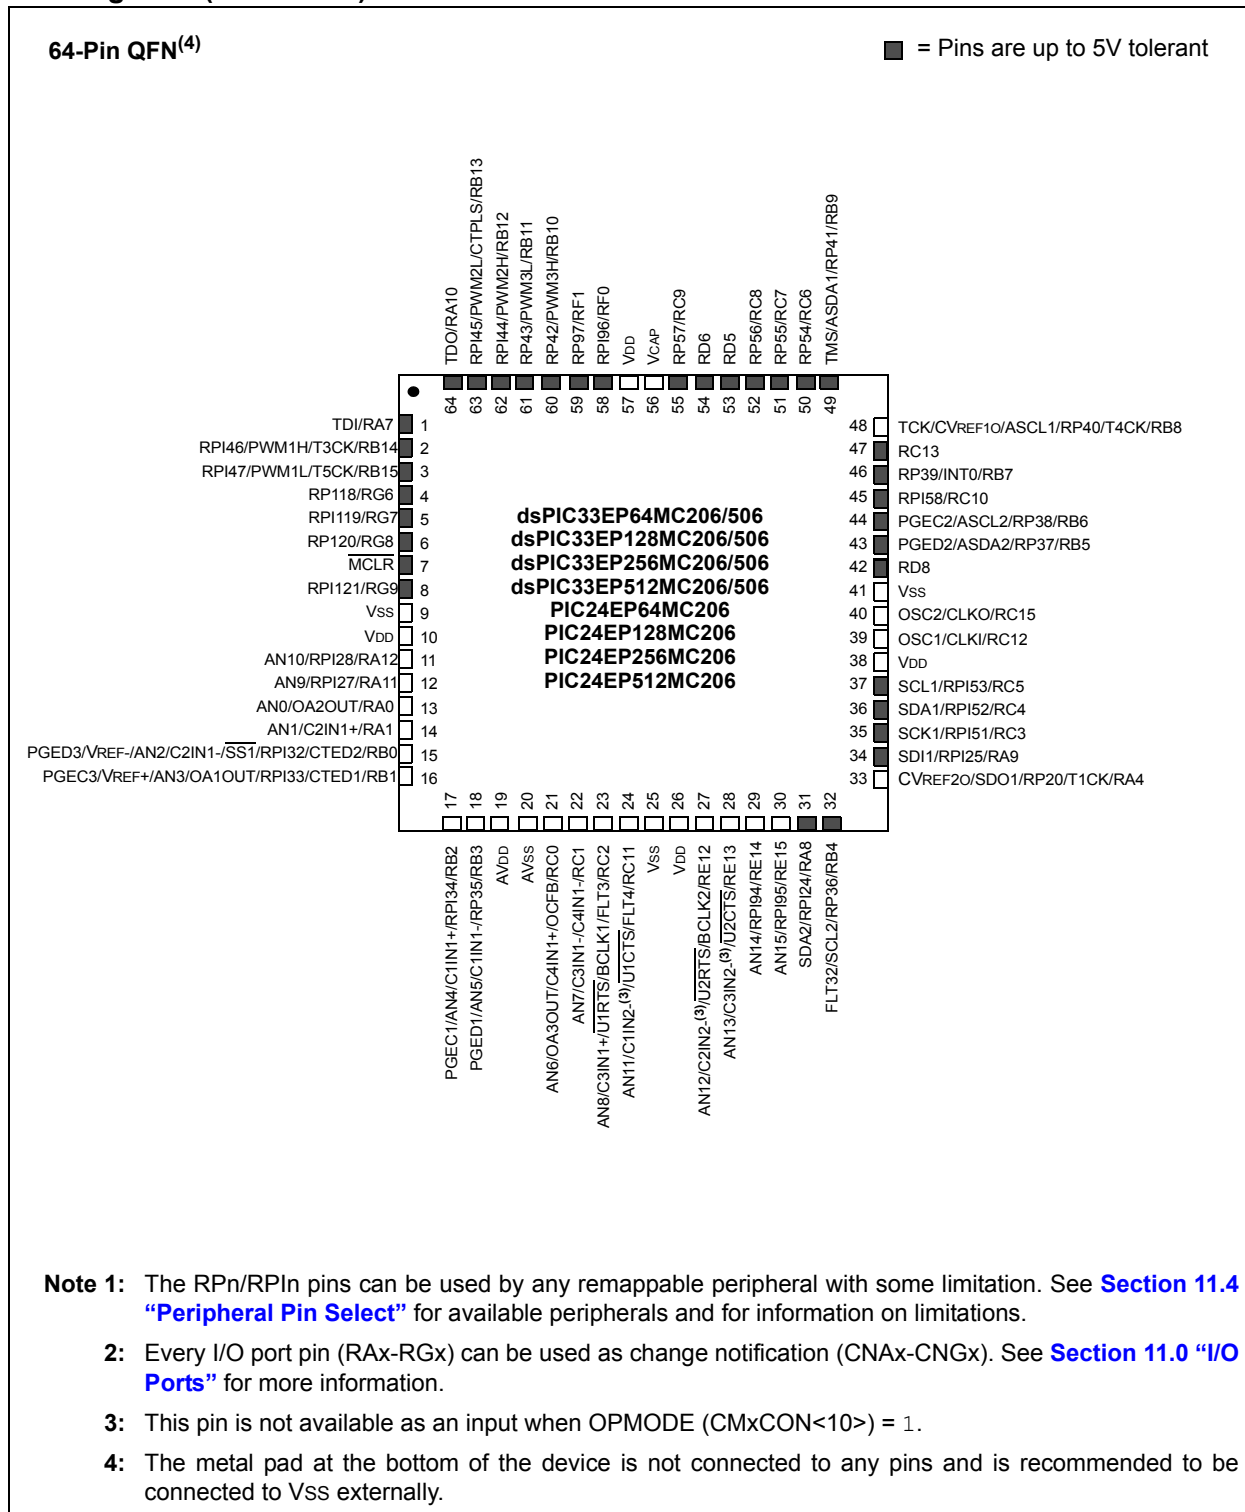 64-Pin QFN(4)
= Pins are up to 5V tolerant
TDO/RA10
RPI45/PWM2L/CTPLS/RB13
RPI44/PWM2H/RB12
RP43/PWM3L/RB11
RP42/PWM3H/RB10
RP97/RF1
RPI96/RF0
VDD
VCAP
RP57/RC9
RD6
RD5
RP56/RC8
RP55/RC7
RP54/RC6
TMS/ASDA1/RP41/RB9
64 63 62 61 60 59 58 57 56 55 54 53 52 51 50 49
TDI/RA7 1
RPI46/PWM1H/T3CK/RB14 2
RPI47/PWM1L/T5CK/RB15 3
RP118/RG6 4
RPI119/RG7 5
RP120/RG8 6
MCLR 7
RPI121/RG9 8
VSS 9
VDD 10
AN10/RPI28/RA12 11
AN9/RPI27/RA11 12
AN0/OA2OUT/RA0 13
AN1/C2IN1+/RA1 14
PGED3/VREF-/AN2/C2IN1-/SS1/RPI32/CTED2/RB0 15
PGEC3/VREF+/AN3/OA1OUT/RPI33/CTED1/RB1 16
dsPIC33EP64MC206/506
dsPIC33EP128MC206/506
dsPIC33EP256MC206/506
dsPIC33EP512MC206/506
PIC24EP64MC206
PIC24EP128MC206
PIC24EP256MC206
PIC24EP512MC206
48 TCK/CVREF1O/ASCL1/RP40/T4CK/RB8
47 RC13
46 RP39/INT0/RB7
45 RPI58/RC10
44 PGEC2/ASCL2/RP38/RB6
43 PGED2/ASDA2/RP37/RB5
42 RD8
41 VSS
40 OSC2/CLKO/RC15
39 OSC1/CLKI/RC12
38 VDD
37 SCL1/RPI53/RC5
36 SDA1/RPI52/RC4
35 SCK1/RPI51/RC3
34 SDI1/RPI25/RA9
33 CVREF2O/SDO1/RP20/T1CK/RA4
17 18 19 20 21 22 23 24 25 26 27 28 29 30 31 32
PGEC1/AN4/C1IN1+/RPI34/RB2
PGED1/AN5/C1IN1-/RP35/RB3
AVDD
AVSS
AN6/OA3OUT/C4IN1+/OCFB/RC0
AN7/C3IN1-/C4IN1-/RC1
AN8/C3IN1+/U1RTS/BCLK1/FLT3/RC2
AN11/C1IN2-(3)/U1CTS/FLT4/RC11
VSS
VDD
AN12/C2IN2-(3)/U2RTS/BCLK2/RE12
AN13/C3IN2-(3)/U2CTS/RE13
AN14/RPI94/RE14
AN15/RPI95/RE15
SDA2/RPI24/RA8
FLT32/SCL2/RP36/RB4
Note 1: The RPn/RPIn pins can be used by any remappable peripheral with some limitation. See Section 11.4
“Peripheral Pin Select” for available peripherals and for information on limitations.
2: Every I/O port pin (RAx-RGx) can be used as change notification (CNAx-CNGx). See Section 11.0 “I/O
Ports” for more information.
3: This pin is not available as an input when OPMODE (CMxCON<10>) = 1.
4: The metal pad at the bottom of the device is not connected to any pins and is recommended to be
connected to VSS externally.